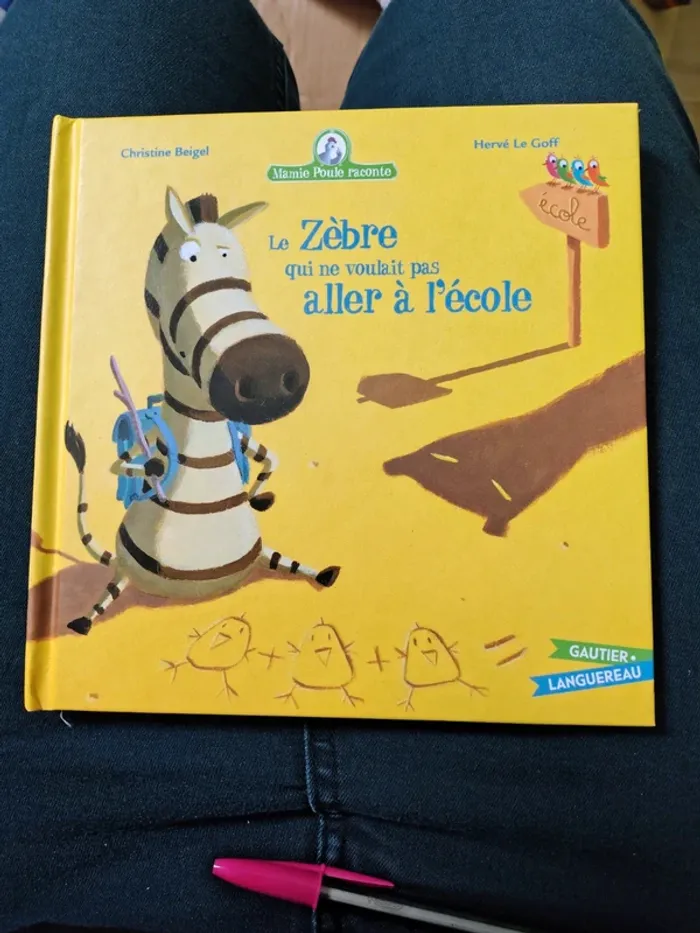 Christine Beigel
Mamie Poule raconte
Hervé Le Goff
école
Le Zèbre
qui ne voulait pas
aller à l'école
+ + =
GAUTIER •
LANGUEREAU